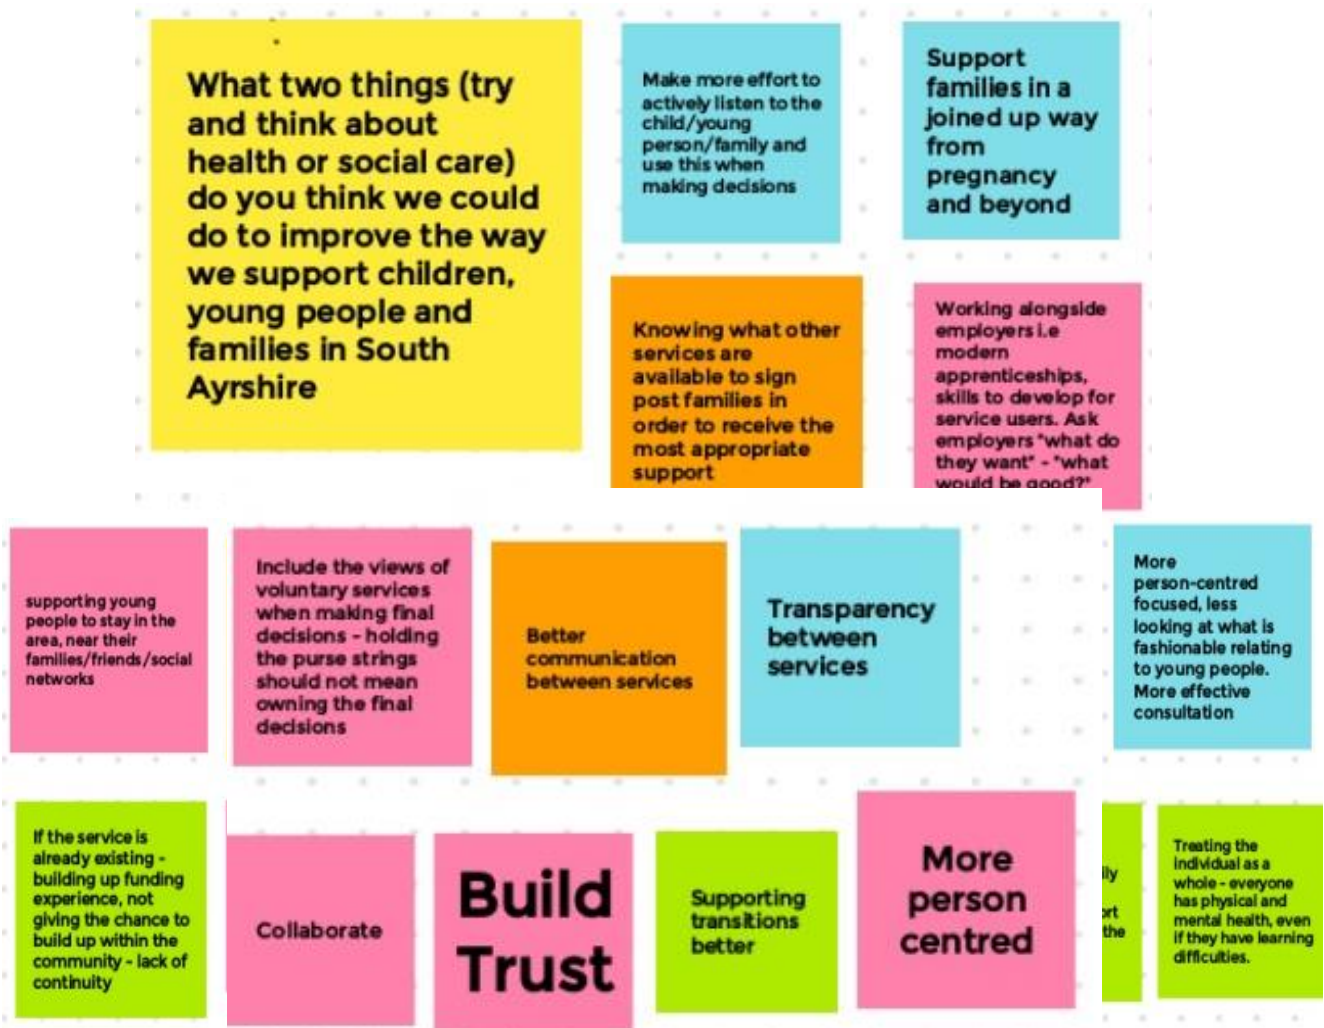 What two things (try
and think about
health or social care)
do you think we could
do to improve the way
we support children,
young people and
families in South
Ayrshire
Make more effort to
actively listen to the
child/young
person/family and
use this when
making decisions
Support
families in a
joined up way
from
pregnancy
and beyond
Knowing what other
services are
available to sign
post families in
order to receive the
most appropriate
support
Working alongside
employers i.e
modern
apprenticeships,
skills to develop for
service users. Ask
employers "what do
they want" - "what
would be good?"
supporting young
people to stay in the
area, near their
families/friends/social
networks
Include the views of
voluntary services
when making final
decisions - holding
the purse strings
should not mean
owning the final
decisions
Better
communication
between services
Transparency
between
services
More
person-centred
focused, less
looking at what is
fashionable relating
to young people.
More effective
consultation
If the service is
already existing -
building up funding
experience, not
giving the chance to
build up within the
community - lack of
continuity
Collaborate
Build
Trust
Supporting
transitions
better
More
person
centred
the
Treating the
individual as a
whole - everyone
has physical and
mental health, even
if they have learning
difficulties.